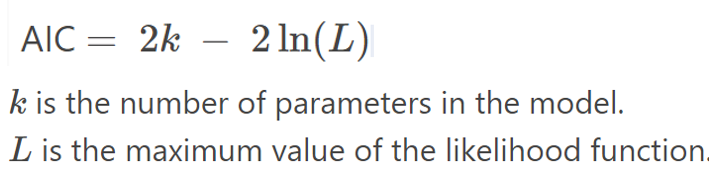 AIC = 2k − 2 ln(L)
k is the number of parameters in the model.
L is the maximum value of the likelihood function.